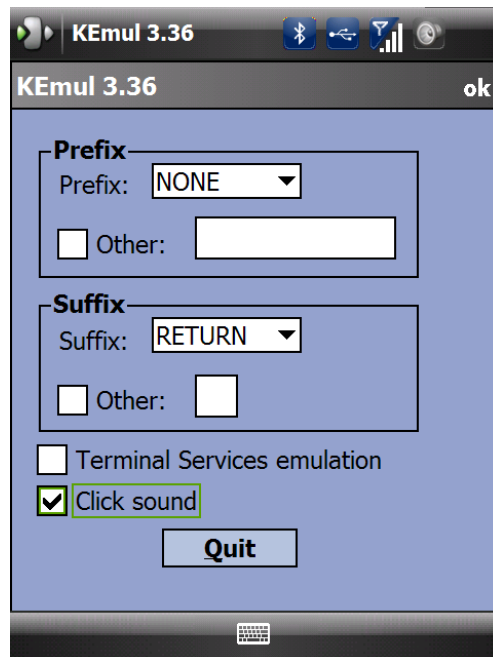 KEmul 3.36
KEmul 3.36 ok
Prefix
Prefix: NONE
Other:
Suffix
Suffix: RETURN
Other:
Terminal Services emulation
Click sound
Quit